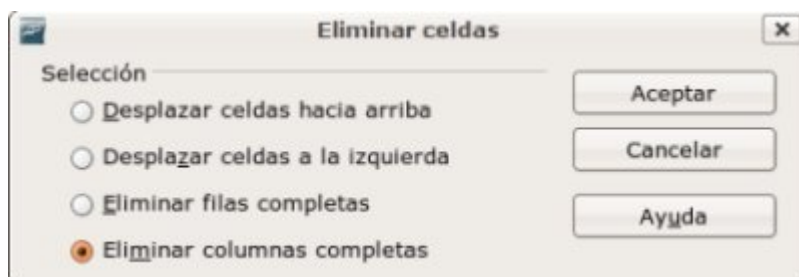 Eliminar celdas
Selección
Desplazar celdas hacia arriba
Desplazar celdas a la izquierda
Eliminar filas completas
Eliminar columnas completas
Aceptar
Cancelar
Ayuda